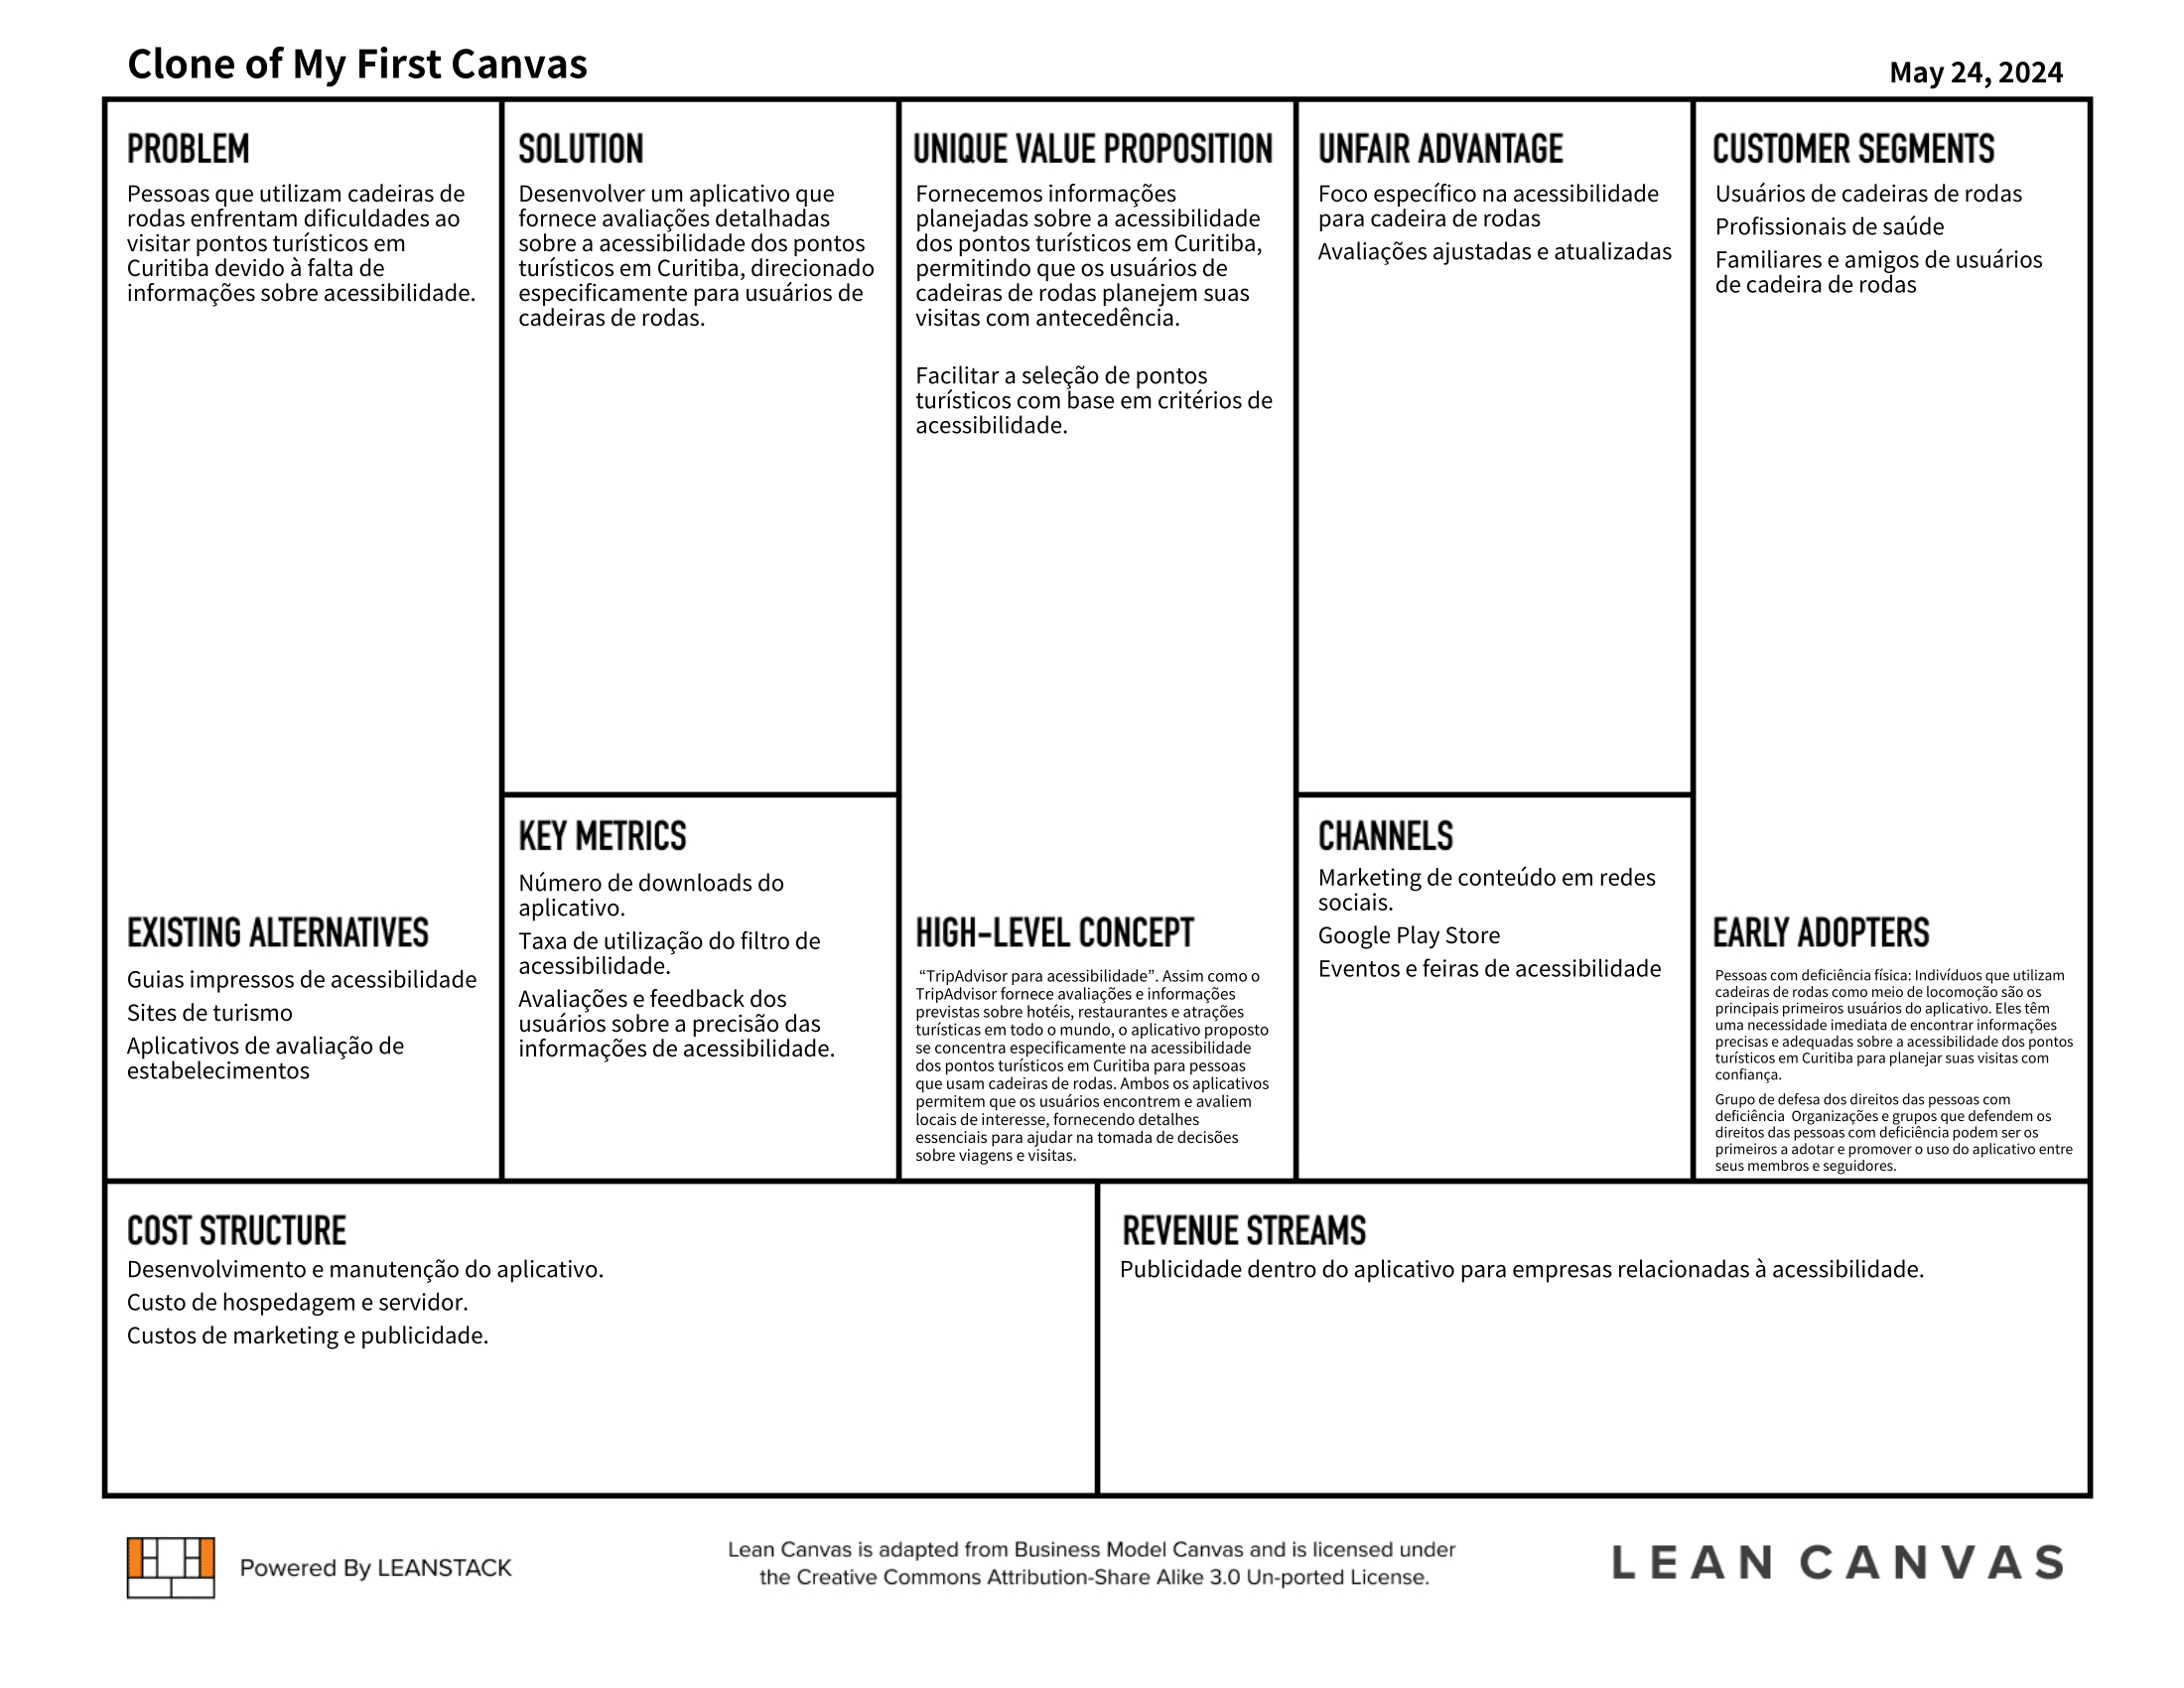 Clone of My First Canvas
May 24, 2024
PROBLEM
Pessoas que utilizam cadeiras de
rodas enfrentam dificuldades ao
visitar pontos turísticos em
Curitiba devido à falta de
informações sobre acessibilidade.
EXISTING ALTERNATIVES
Guias impressos de acessibilidade
Sites de turismo
Aplicativos de avaliação de
estabelecimentos
SOLUTION
Desenvolver um aplicativo que
fornece avaliações detalhadas
sobre a acessibilidade dos pontos
turísticos em Curitiba, direcionado
especificamente para usuários de
cadeiras de rodas.
KEY METRICS
Número de downloads do
aplicativo.
Taxa de utilização do filtro de
acessibilidade.
Avaliações e feedback dos
usuários sobre a precisão das
informações de acessibilidade.
UNIQUE VALUE PROPOSITION
Fornecemos informações
planejadas sobre a acessibilidade
dos pontos turísticos em Curitiba,
permitindo que os usuários de
cadeiras de rodas planejem suas
visitas com antecedência.
Facilitar a seleção de pontos
turísticos com base em critérios de
acessibilidade.
HIGH-LEVEL CONCEPT
“TripAdvisor para acessibilidade”. Assim como o
TripAdvisor fornece avaliações e informações
previstas sobre hotéis, restaurantes e atrações
turísticas em todo o mundo, o aplicativo proposto
se concentra especificamente na acessibilidade
dos pontos turísticos em Curitiba para pessoas
que usam cadeiras de rodas. Ambos os aplicativos
permitem que os usuários encontrem e avaliem
locais de interesse, fornecendo detalhes
essenciais para ajudar na tomada de decisões
sobre viagens e visitas.
UNFAIR ADVANTAGE
Foco específico na acessibilidade
para cadeira de rodas
Avaliações ajustadas e atualizadas
CHANNELS
Marketing de conteúdo em redes
sociais.
Google Play Store
Eventos e feiras de acessibilidade
CUSTOMER SEGMENTS
Usuários de cadeiras de rodas
Profissionais de saúde
Familiares e amigos de usuários
de cadeira de rodas
EARLY ADOPTERS
Pessoas com deficiência física: Indivíduos que utilizam
cadeiras de rodas como meio de locomoção são os
principais primeiros usuários do aplicativo. Eles têm
uma necessidade imediata de encontrar informações
precisas e adequadas sobre a acessibilidade dos pontos
turísticos em Curitiba para planejar suas visitas com
confiança.
Grupo de defesa dos direitos das pessoas com
deficiência  Organizações e grupos que defendem os
direitos das pessoas com deficiência podem ser os
primeiros a adotar e promover o uso do aplicativo entre
seus membros e seguidores.
COST STRUCTURE
Desenvolvimento e manutenção do aplicativo.
Custo de hospedagem e servidor.
Custos de marketing e publicidade.
REVENUE STREAMS
Publicidade dentro do aplicativo para empresas relacionadas à acessibilidade.
Powered By LEANSTACK
Lean Canvas is adapted from Business Model Canvas and is licensed under
the Creative Commons Attribution-Share Alike 3.0 Un-ported License.
LEAN CANVAS